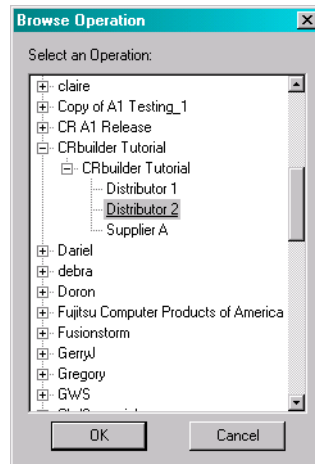 Browse Operation
Select an Operation:
claire
Copy of A1 Testing_1
CR A1 Release
CRbuilder Tutorial
CRbuilder Tutorial
Distributor 1
Distributor 2
Supplier A
Dariel
debra
Doron
Fujitsu Computer Products of America
Fusionstorm
GerryJ
Gregory
GWS
OK Cancel